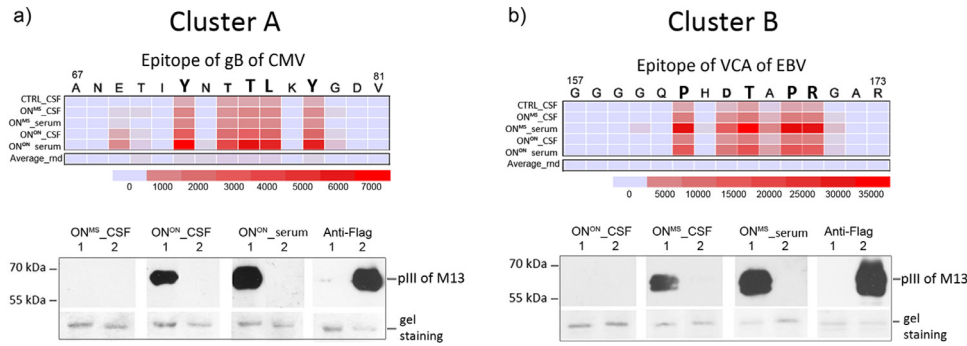 a) Cluster A
Epitope of gB of CMV
67 81
A N E T I Y N T T L K Y G D V
CTRL_CSF
ONMS_CSF
ONMS_serum
ONON_CSF
ONON serum
Average_rnd
0 1000 2000 3000 4000 5000 6000 7000
ONMS_CSF ONON_CSF ONON_serum Anti-Flag
1 2 1 2 1 2 1 2
70 kDa
pIII of M13
55 kDa
gel
staining
b) Cluster B
Epitope of VCA of EBV
157 173
G G G G Q P H D T A P R G A R
CTRL_CSF
ONMS_CSF
ONMS_serum
ONON_CSF
ONON serum
Average_rnd
0 5000 10000 15000 20000 25000 30000 35000
ONON_CSF ONMS_CSF ONMS_serum Anti-Flag
1 2 1 2 1 2 1 2
70 kDa
pIII of M13
55 kDa
gel
staining